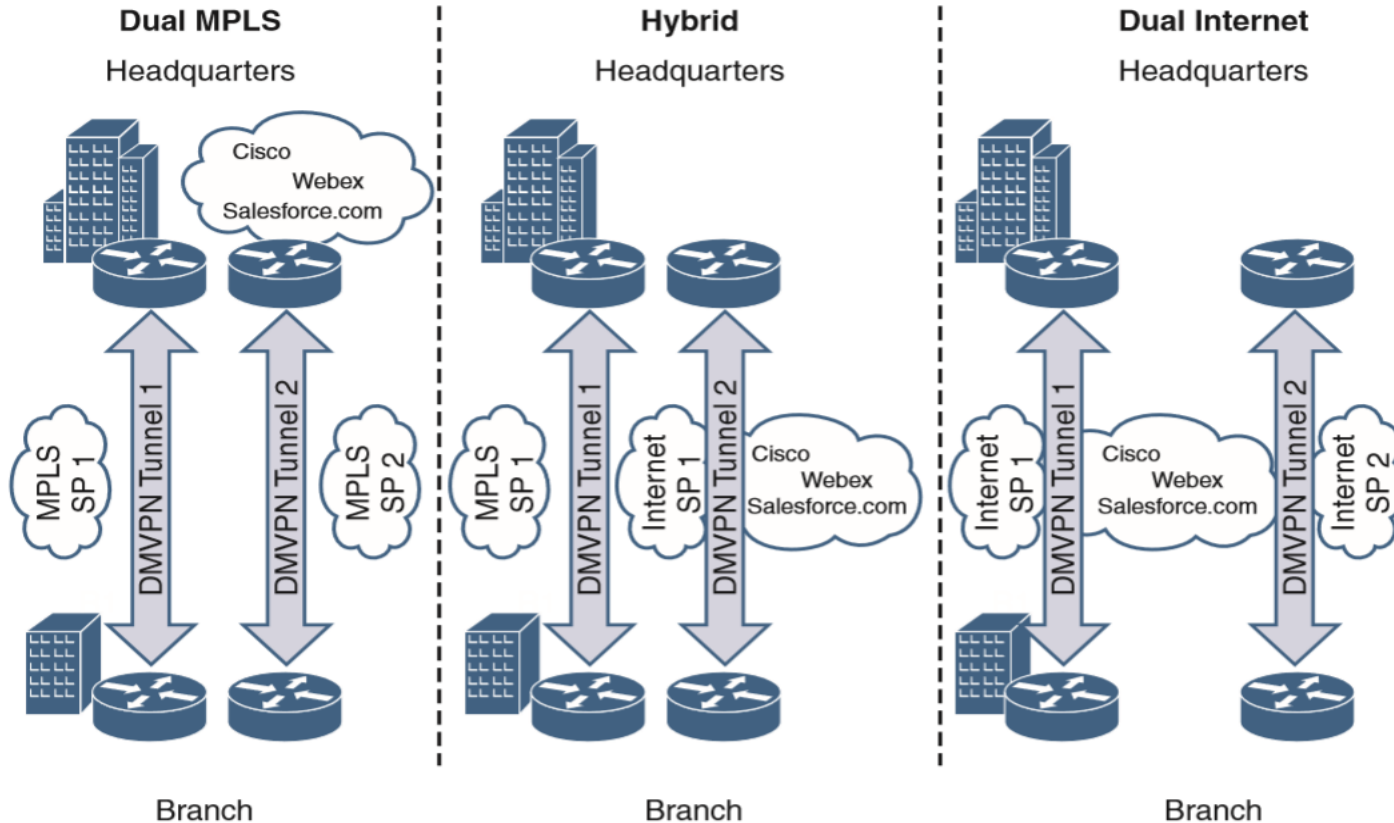 Dual MPLS
Headquarters
Cisco
Webex
Salesforce.com
MPLS
SP 1
DMVPN Tunnel 1
DMVPN Tunnel 2
MPLS
SP 2
Branch
Hybrid
Headquarters
MPLS
SP 1
DMVPN Tunnel 1
Internet
SP 1
DMVPN Tunnel 2
Cisco
Webex
Salesforce.com
Branch
Dual Internet
Headquarters
Internet
SP 1
DMVPN Tunnel 1
Cisco
Webex
Salesforce.com
DMVPN Tunnel 2
Internet
SP 2
Branch